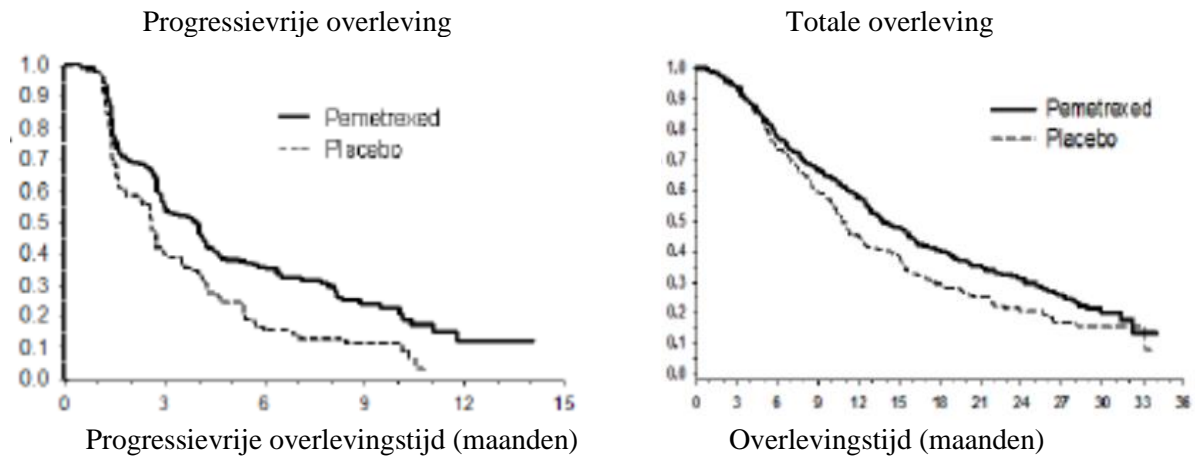 Progressievrije overleving
Totale overleving
1.0
0.9
0.8
0.7
0.6
0.5
0.4
0.3
0.2
0.1
0.0
Pemetrexed
Placebo
0 3 6 9 12 15
Progressievrije overlevingstijd (maanden)
1.0
0.9
0.8
0.7
0.6
0.5
0.4
0.3
0.2
0.1
0.0
Pemetrexed
Placebo
0 3 6 9 12 15 18 21 24 27 30 33 36
Overlevingstijd (maanden)